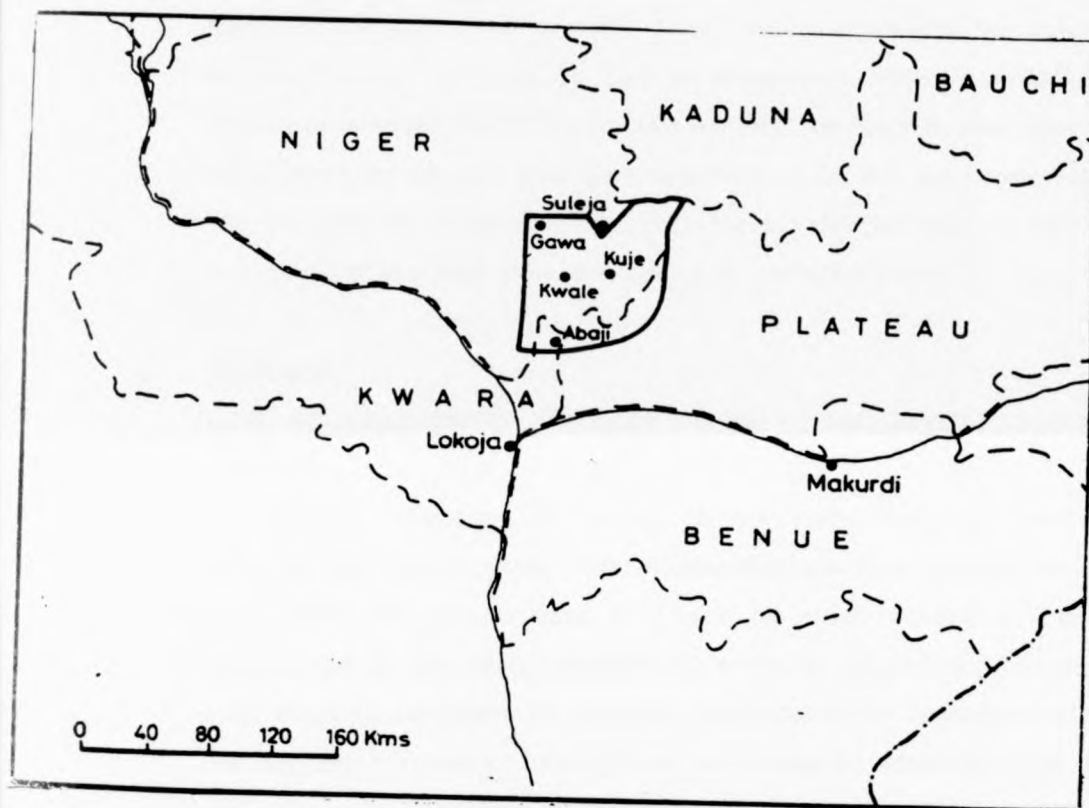 BAUCHI
KADUNA
NIGER
Suleja
Gawa
Kuje
Kwale
PLATEAU
Abaji
KWARA
Lokoja
Makurdi
BENUE
0 40 80 120 160 Kms